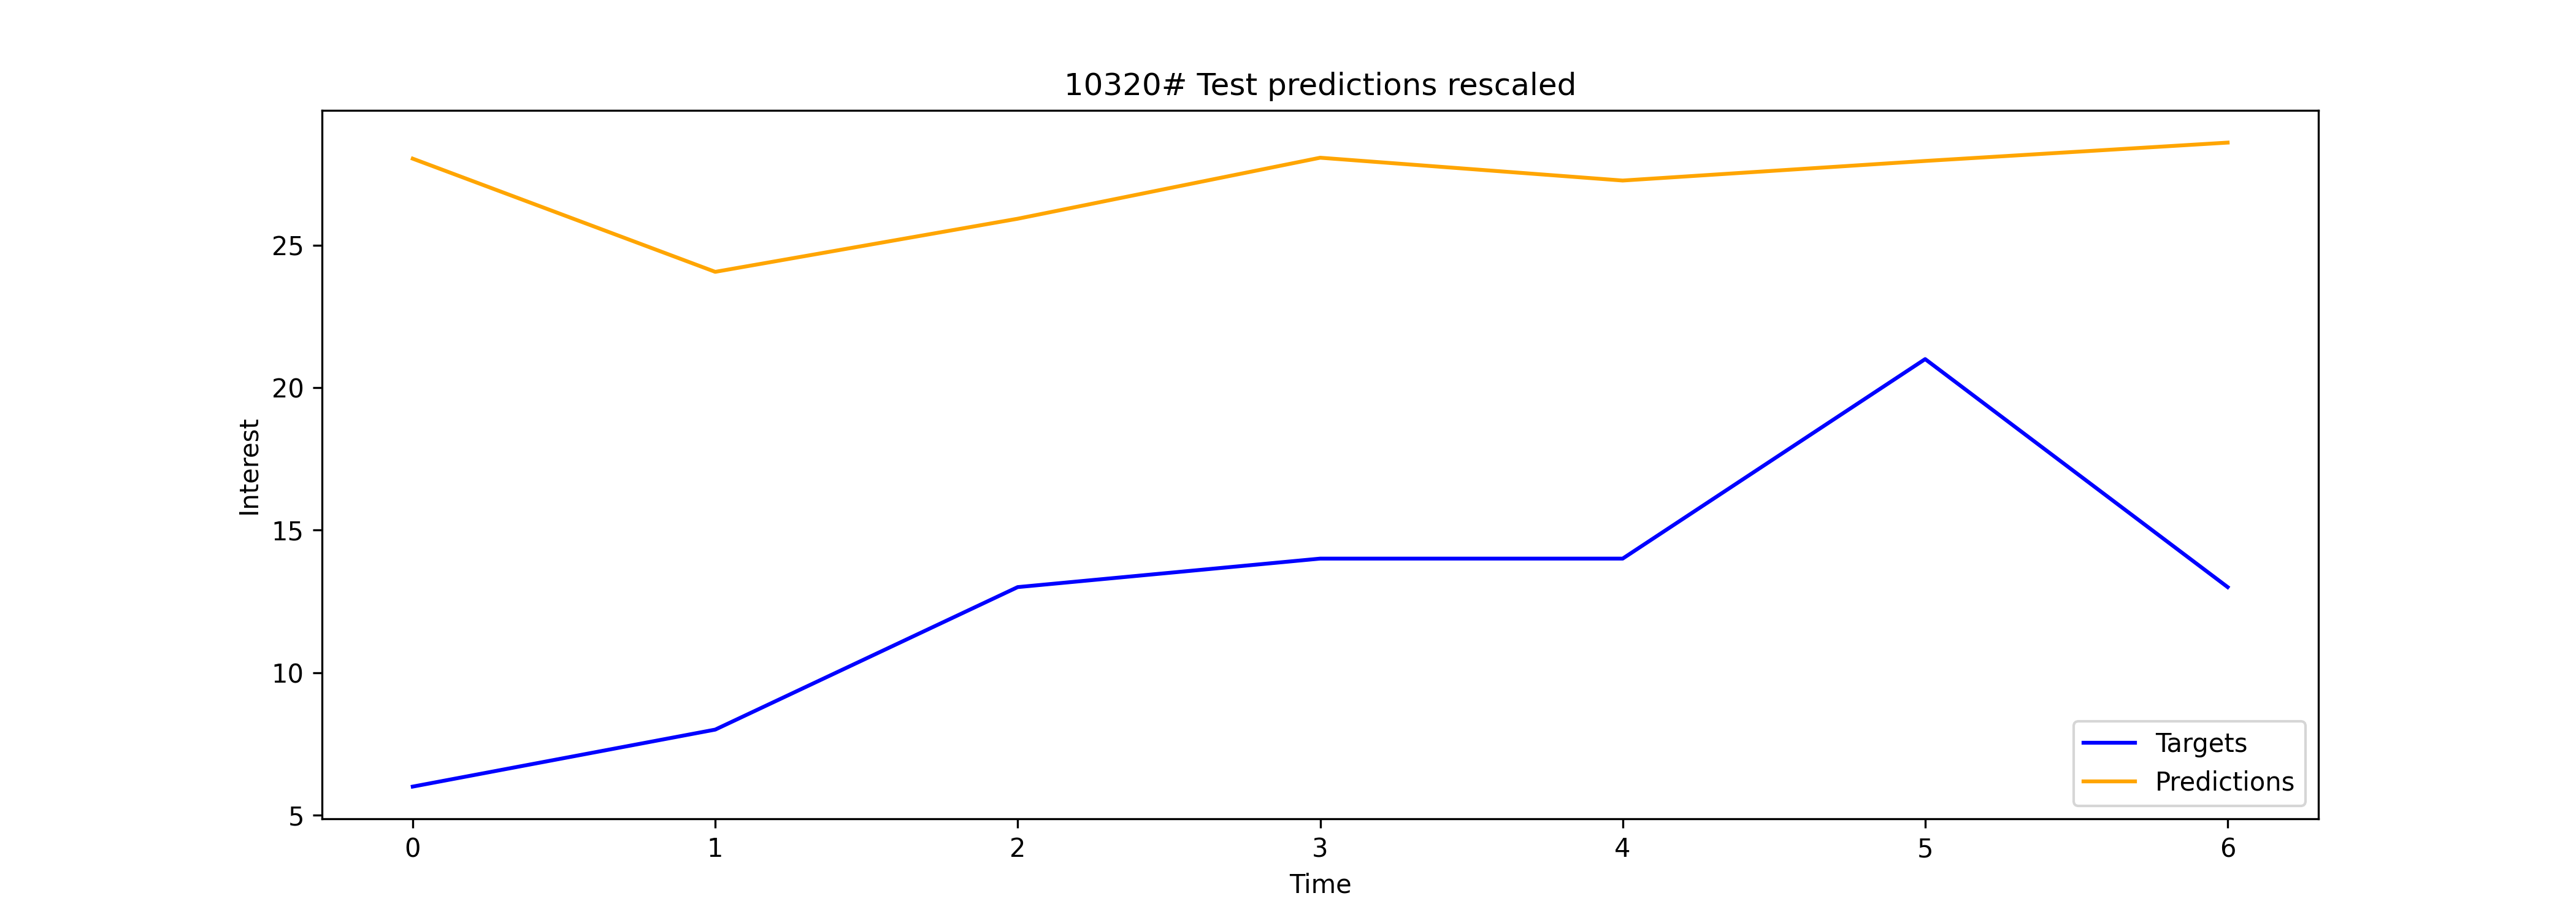 10320# Test predictions rescaled
25
20
15
10
5
Interest
0 1 2 3 4 5 6
Time
Targets
Predictions